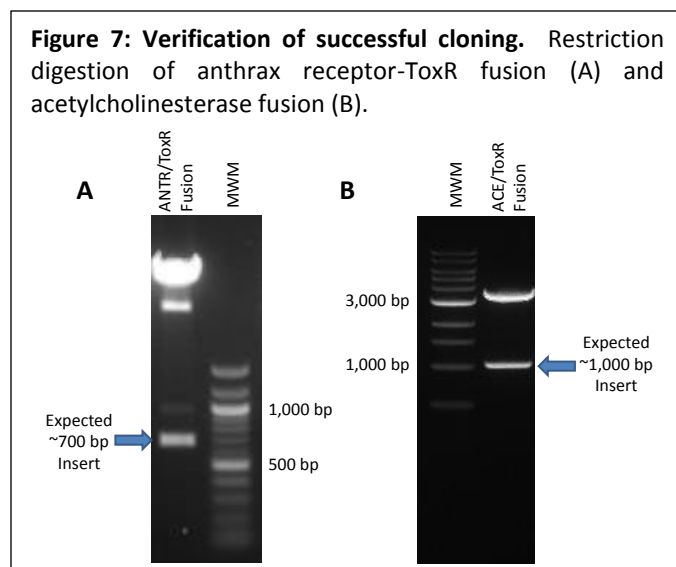 Figure 7: Verification of successful cloning. Restriction
digestion of anthrax receptor-ToxR fusion (A) and
acetylcholinesterase fusion (B).
A
ANTR/ToxR
Fusion
MWM
1,000 bp
500 bp
Expected
~700 bp
Insert
B
MWM
ACE/ToxR
Fusion
3,000 bp
1,000 bp
Expected
~1,000 bp
Insert